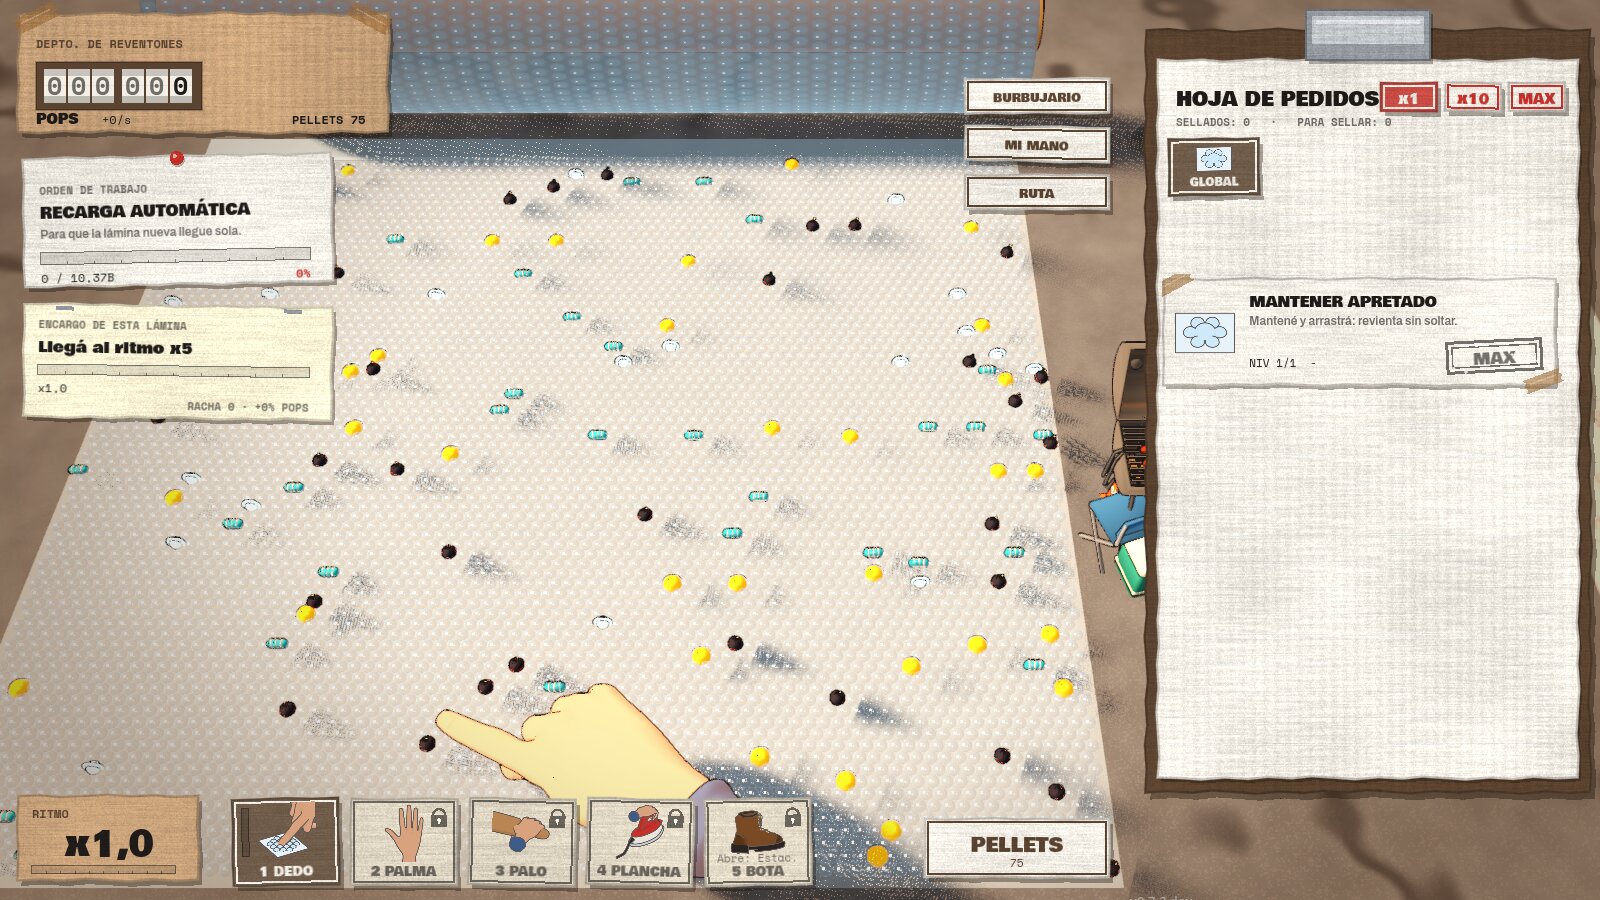 DEPTO. DE REVENTONES
000000
POPS +0/s PELLETS 75
ORDEN DE TRABAJO
RECARGA AUTOMÁTICA
Para que la lámina nueva llegue sola.
0 / 10.37B 0%
ENCARGO DE ESTA LÁMINA
Llegá al ritmo x5
x1,0
RACHA 0 · +0% POPS
BURBUJARIO
MI MANO
RUTA
HOJA DE PEDIDOS x1 x10 MAX
SELLADOS: 0 · PARA SELLAR: 0
GLOBAL
MANTENER APRETADO
Mantené y arrastrá: revienta sin soltar.
NIV 1/1 - MAX
RITMO
x1,0
1 DEDO
2 PALMA
3 PALO
4 PLANCHA
Abre: Estac.
5 BOTA
PELLETS
75